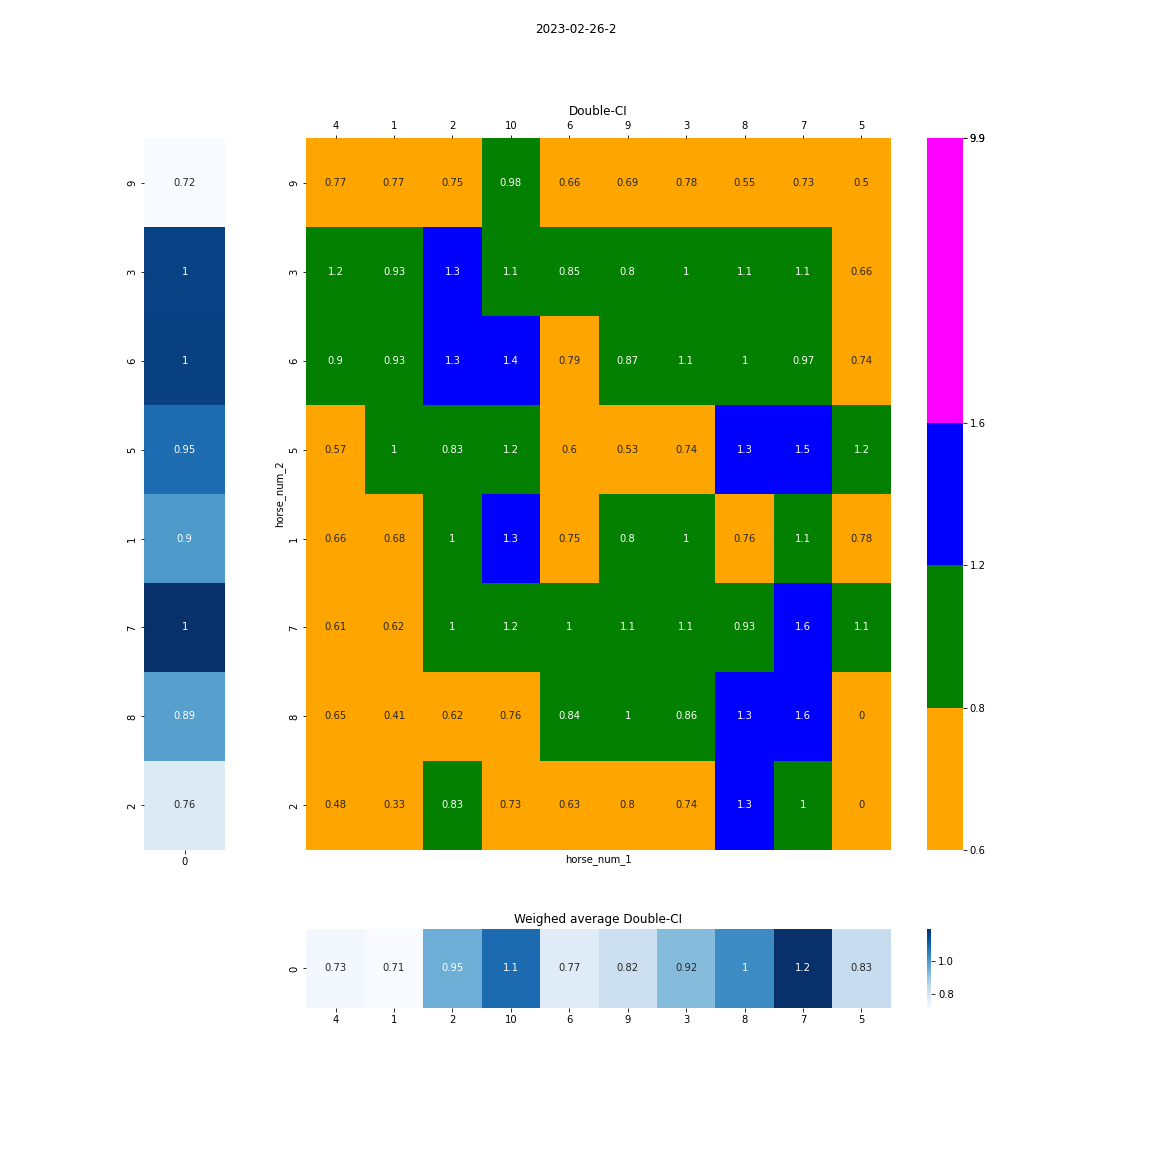 2023-02-26-2
Double-CI
4 1 2 10 6 9 3 8 7 5
9.9
9 0.72 9 0.77 0.77 0.75 0.98 0.66 0.69 0.78 0.55 0.73 0.5
3 1 3 1.2 0.93 1.3 1.1 0.85 0.8 1 1.1 1.1 0.66
6 1 6 0.9 0.93 1.3 1.4 0.79 0.87 1.1 1 0.97 0.74
1.6
5 0.95 5 0.57 1 0.83 1.2 0.6 0.53 0.74 1.3 1.5 1.2
horse_num_2
1 0.9 1 0.66 0.68 1 1.3 0.75 0.8 1 0.76 1.1 0.78
1.2
7 1 7 0.61 0.62 1 1.2 1 1.1 1.1 0.93 1.6 1.1
0.8
8 0.89 8 0.65 0.41 0.62 0.76 0.84 1 0.86 1.3 1.6 0
2 0.76 2 0.48 0.33 0.83 0.73 0.63 0.8 0.74 1.3 1 0
0.6
0
horse_num_1
Weighed average Double-CI
0 0.73 0.71 0.95 1.1 0.77 0.82 0.92 1 1.2 0.83
1.0
0.8
4 1 2 10 6 9 3 8 7 5